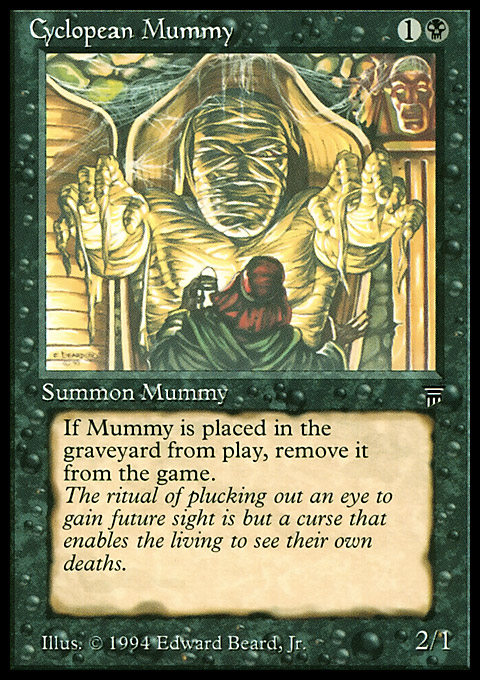 Cyclopean Mummy 1
E. BEARD JR.
Summon Mummy
If Mummy is placed in the
graveyard from play, remove it
from the game.
The ritual of plucking out an eye to
gain future sight is but a curse that
enables the living to see their own
deaths.
Illus. © 1994 Edward Beard, Jr. 2/1